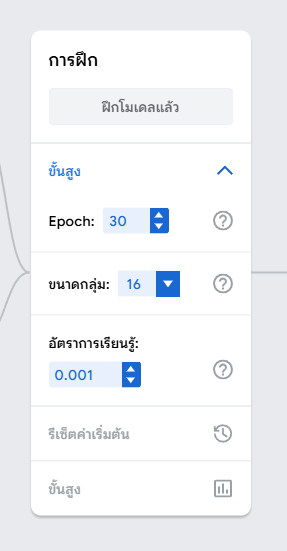 การฝึก
ฝึกโมเดลแล้ว
ขั้นสูง
Epoch: 30
ขนาดกลุ่ม: 16
อัตราการเรียนรู้:
0.001
รีเซ็ตค่าเริ่มต้น
ขั้นสูง